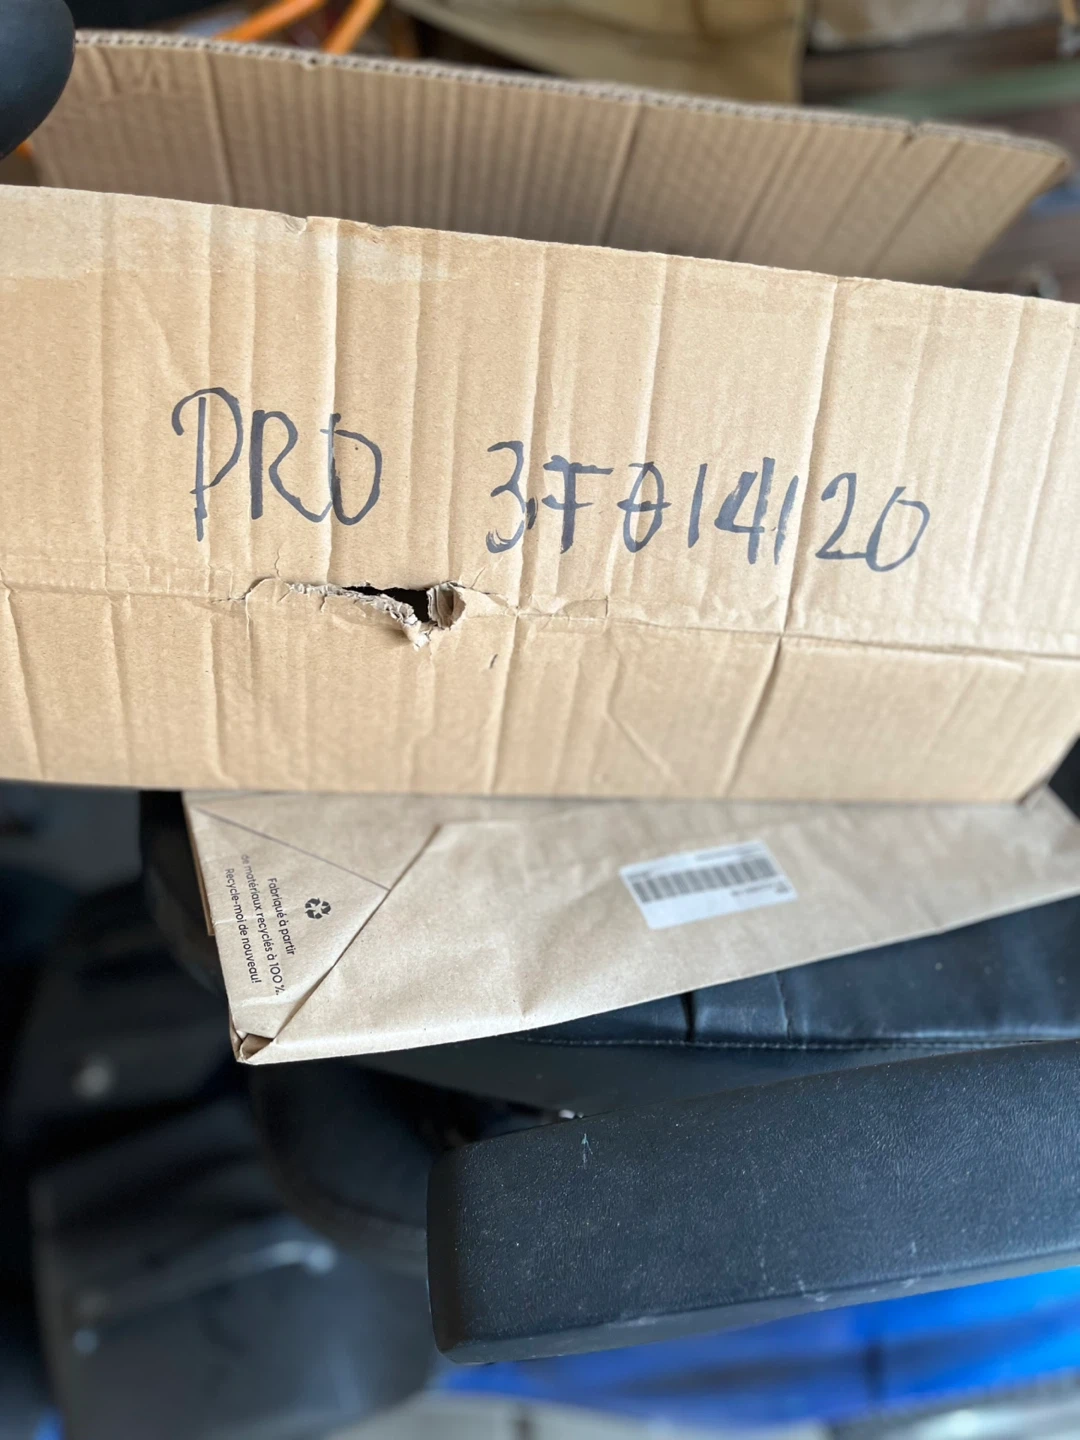 PRO 3F014120
Fabriqué à partir
de matériaux recyclés à 100 %.
Recycle-moi de nouveau!